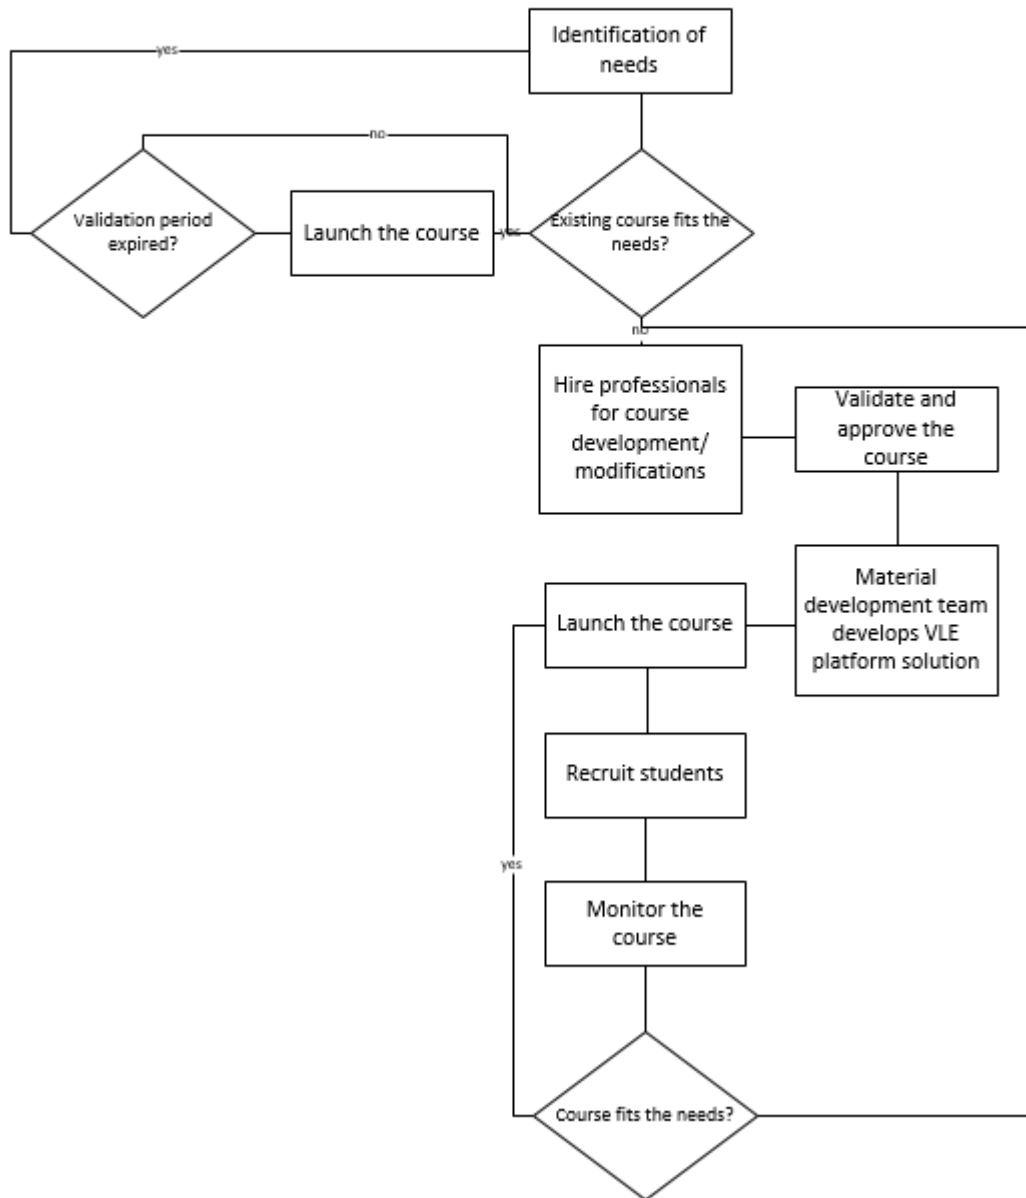 Identification of
needs
yes
no
Validation period
expired?
Launch the course
yes
Existing course fits the
needs?
no
Hire professionals
for course
development/
modifications
Validate and
approve the
course
Material
development team
develops VLE
platform solution
Launch the course
Recruit students
yes
Monitor the
course
Course fits the needs?